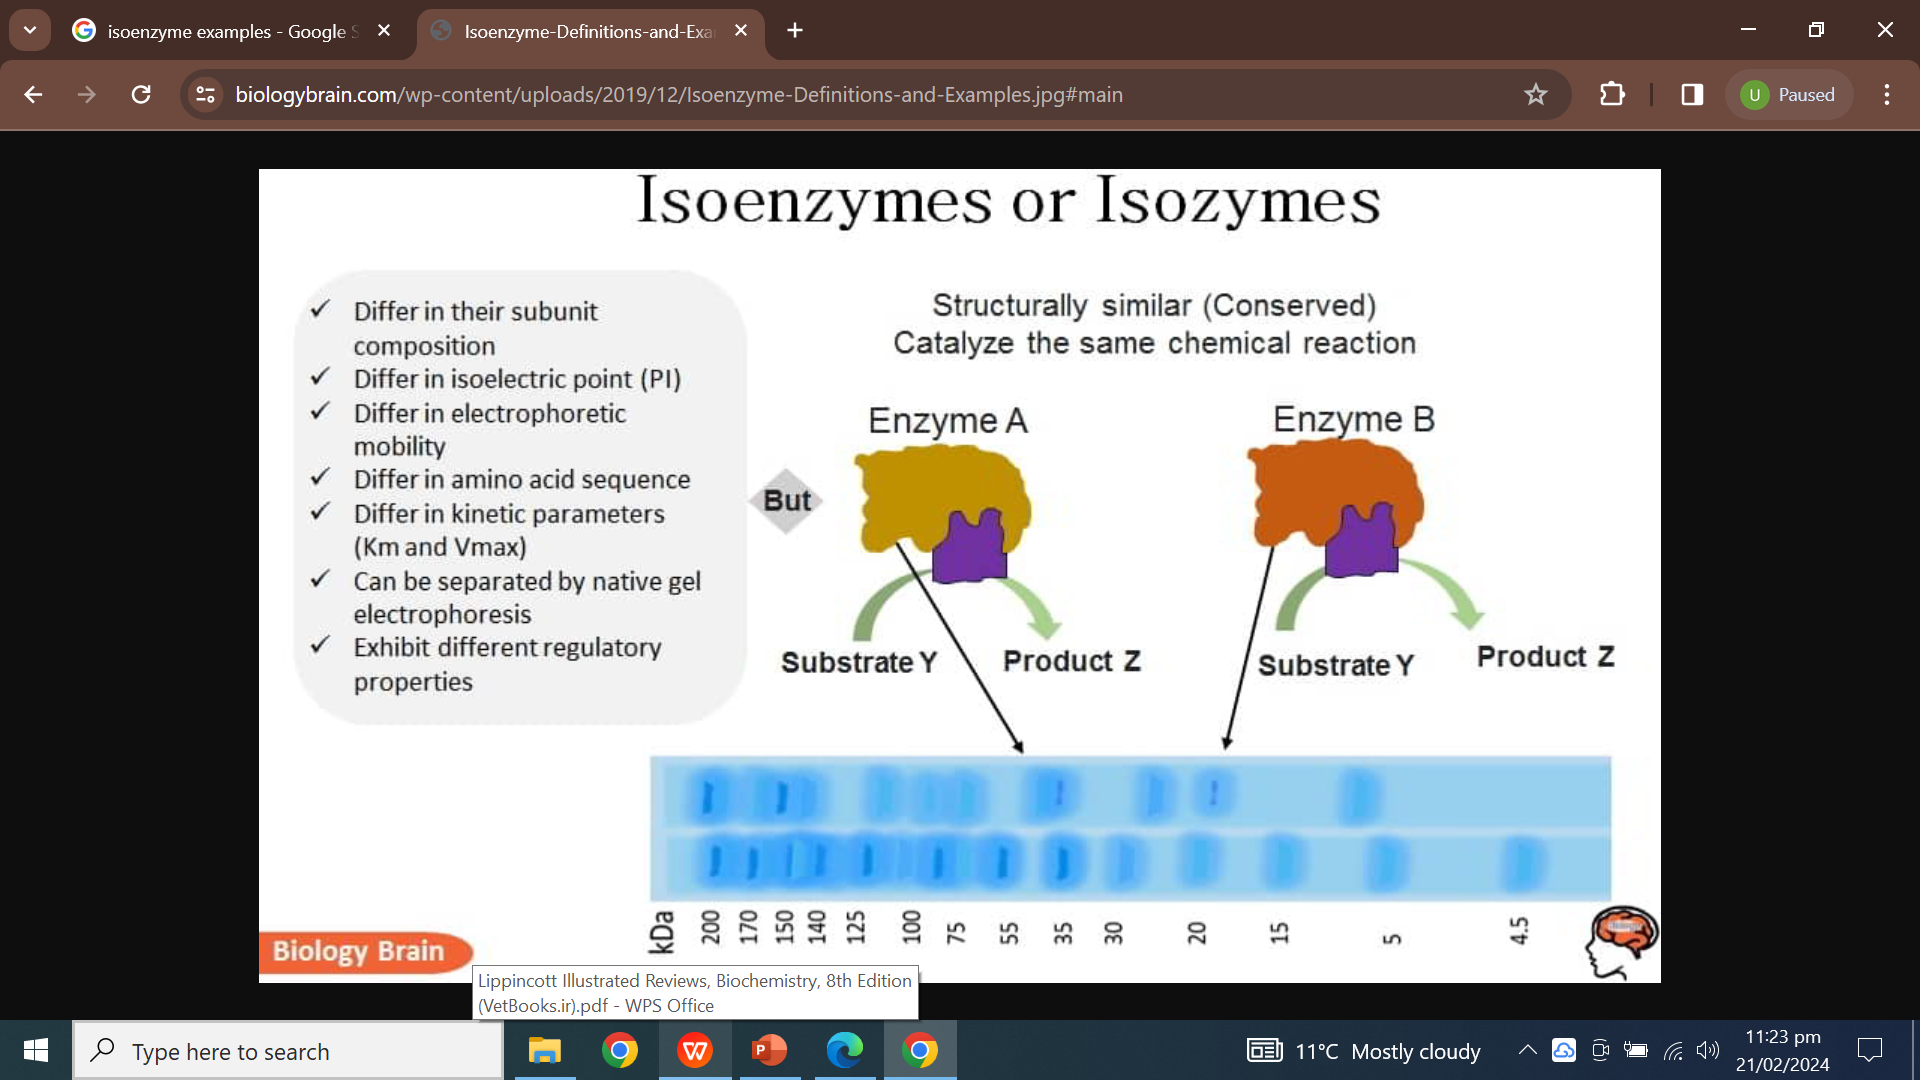 isoenzyme examples - Google S
Isoenzyme-Definitions-and-Exa
biologybrain.com/wp-content/uploads/2019/12/Isoenzyme-Definitions-and-Examples.jpg#main
U Paused
Isoenzymes or Isozymes
Differ in their subunit
composition
Differ in isoelectric point (PI)
Differ in electrophoretic
mobility
Differ in amino acid sequence
Differ in kinetic parameters
(Km and Vmax)
Can be separated by native gel
electrophoresis
Exhibit different regulatory
properties
But
Structurally similar (Conserved)
Catalyze the same chemical reaction
Enzyme A
Enzyme B
Substrate Y
Product Z
Substrate Y
Product Z
kDa 200 170 150 140 125 100 75 55 35 30 20 15 5 4.5
Biology Brain
Lippincott Illustrated Reviews, Biochemistry, 8th Edition
(VetBooks.ir).pdf - WPS Office
Type here to search
11°C Mostly cloudy
11:23 pm
21/02/2024